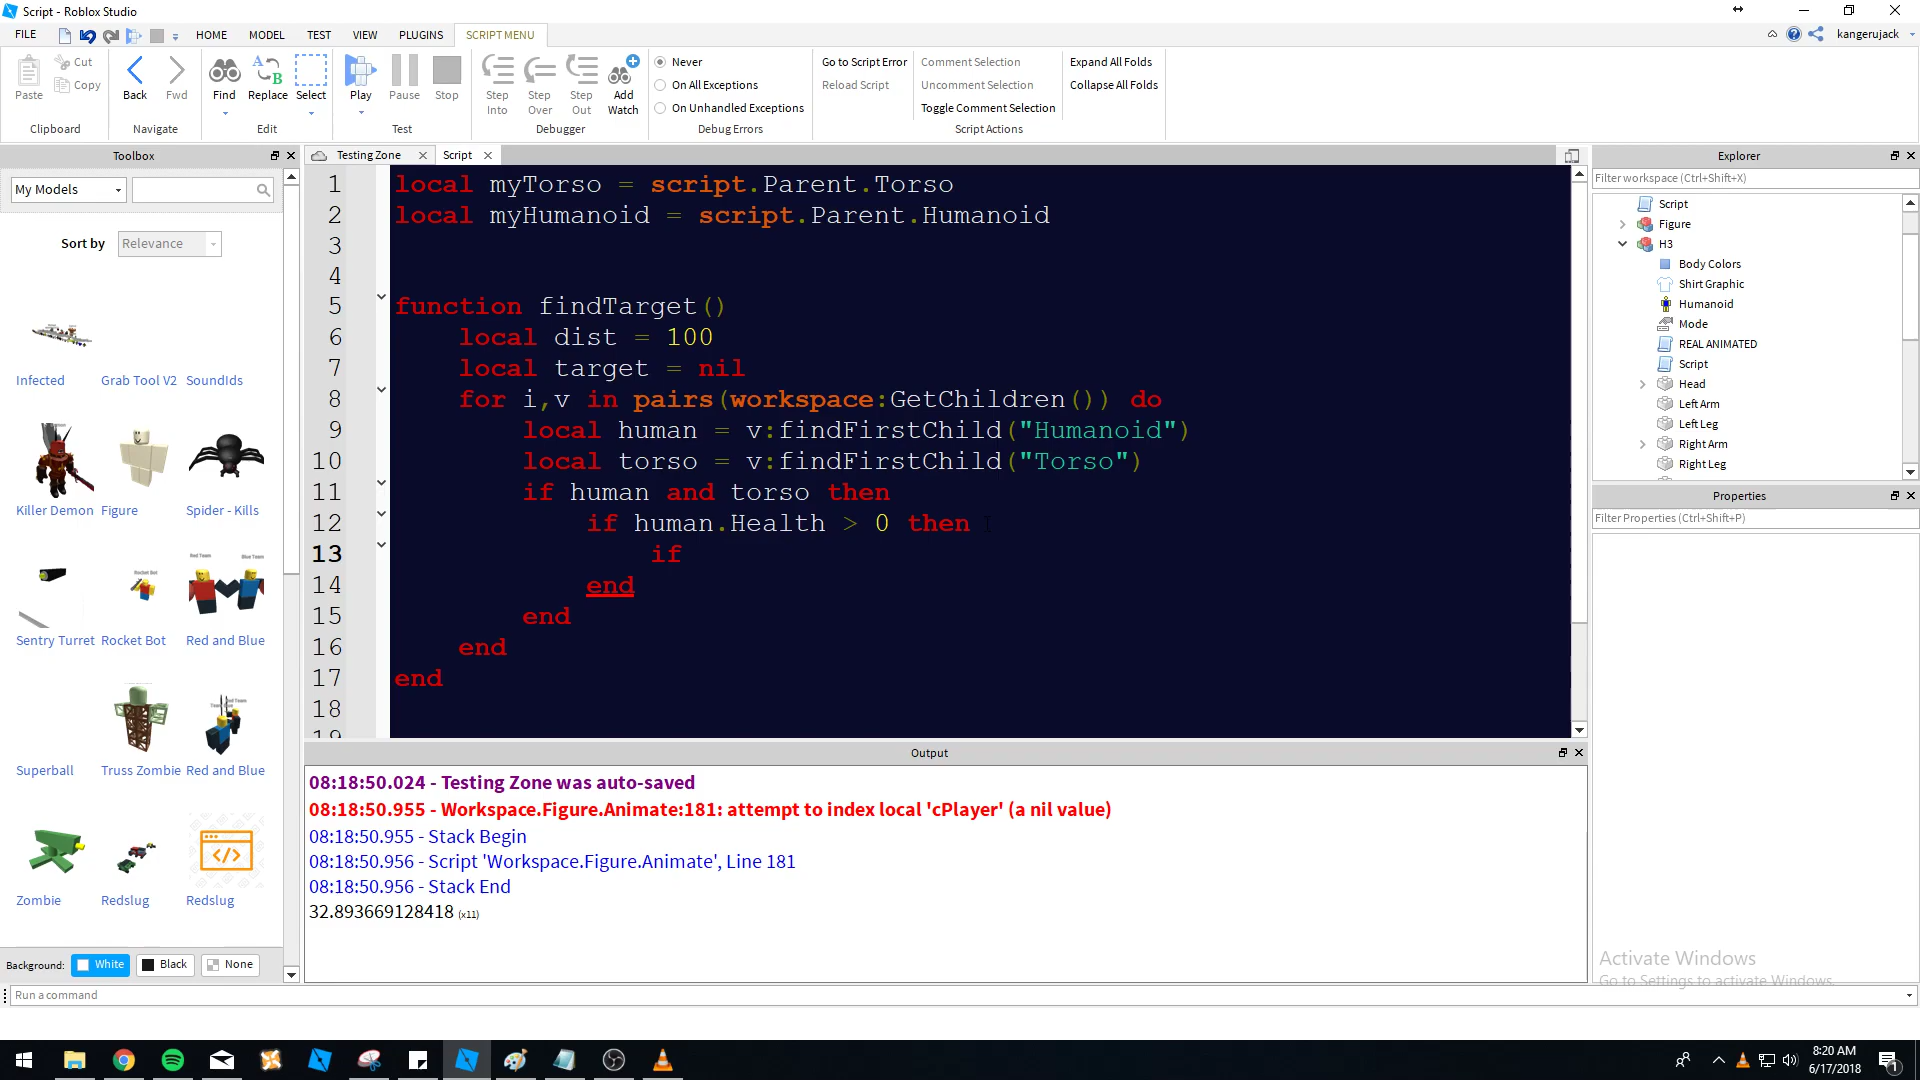 Script - Roblox Studio
FILE HOME MODEL TEST VIEW PLUGINS SCRIPT MENU kangerujack
Paste Cut Copy Back Fwd Find Replace Select Play Pause Stop Step Into Step Over Step Out Add Watch
Never
On All Exceptions
On Unhandled Exceptions
Go to Script Error
Reload Script
Comment Selection
Uncomment Selection
Toggle Comment Selection
Expand All Folds
Collapse All Folds
Clipboard Navigate Edit Test Debugger Debug Errors Script Actions
Toolbox
My Models
Sort by Relevance
Infected Grab Tool V2 SoundIds
Killer Demon Figure Spider - Kills
Sentry Turret Rocket Bot Red and Blue
Superball Truss Zombie Red and Blue
Zombie Redslug Redslug
Background: White Black None
Testing Zone Script
1 local myTorso = script.Parent.Torso
2 local myHumanoid = script.Parent.Humanoid
3
4
5 function findTarget()
6 local dist = 100
7 local target = nil
8 for i,v in pairs(workspace:GetChildren()) do
9 local human = v:findFirstChild("Humanoid")
10 local torso = v:findFirstChild("Torso")
11 if human and torso then
12 if human.Health > 0 then
13 if
14 end
15 end
16 end
17 end
18
19
Output
08:18:50.024 - Testing Zone was auto-saved
08:18:50.955 - Workspace.Figure.Animate:181: attempt to index local 'cPlayer' (a nil value)
08:18:50.955 - Stack Begin
08:18:50.956 - Script 'Workspace.Figure.Animate', Line 181
08:18:50.956 - Stack End
32.893669128418 (x11)
Explorer
Filter workspace (Ctrl+Shift+X)
Script
Figure
H3
Body Colors
Shirt Graphic
Humanoid
Mode
REAL ANIMATED
Script
Head
Left Arm
Left Leg
Right Arm
Right Leg
Properties
Filter Properties (Ctrl+Shift+P)
Activate Windows
Go to Settings to activate Windows.
Run a command
8:20 AM
6/17/2018
1